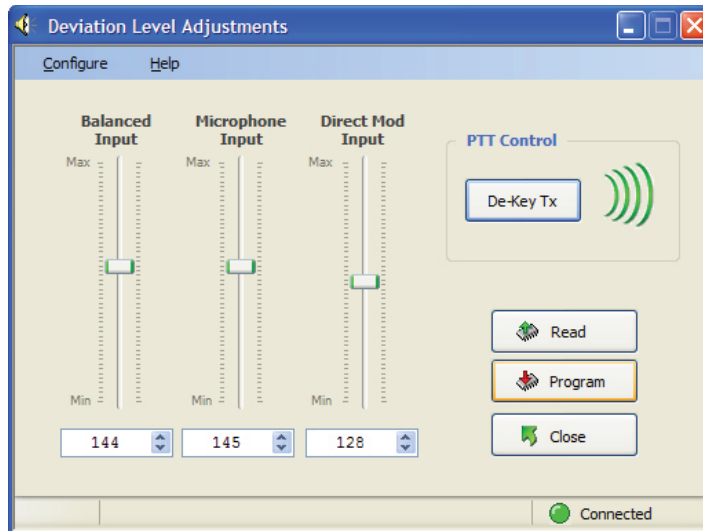 Deviation Level Adjustments
Configure Help
Balanced Input
Microphone Input
Direct Mod Input
Max
Max
Max
Min
Min
Min
144
145
128
PTT Control
De-Key Tx
Read
Program
Close
Connected